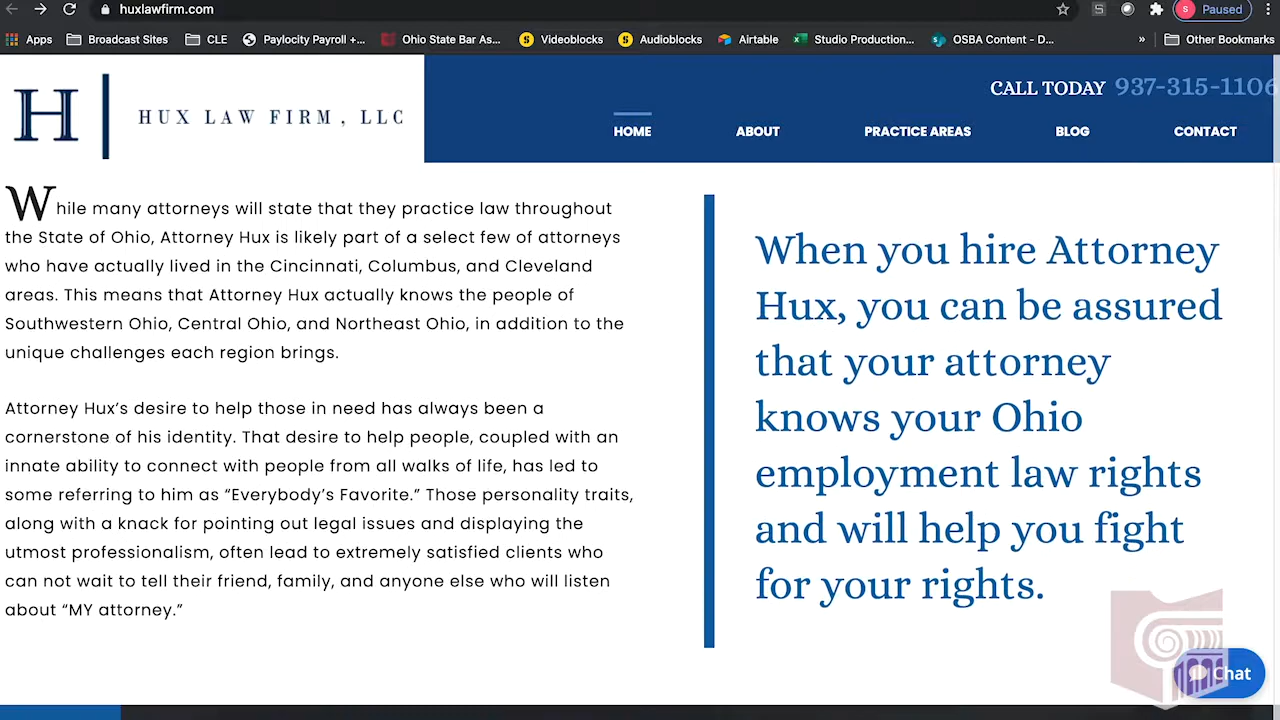 huxlawfirm.com
S
Paused
Apps
Broadcast Sites
CLE
Paylocity Payroll +...
Ohio State Bar As...
Videoblocks
Audioblocks
Airtable
Studio Production...
OSBA Content - D...
»
Other Bookmarks
H
HUX LAW FIRM, LLC
CALL TODAY 937-315-1106
HOME
ABOUT
PRACTICE AREAS
BLOG
CONTACT
While many attorneys will state that they practice law throughout
the State of Ohio, Attorney Hux is likely part of a select few of attorneys
who have actually lived in the Cincinnati, Columbus, and Cleveland
areas. This means that Attorney Hux actually knows the people of
Southwestern Ohio, Central Ohio, and Northeast Ohio, in addition to the
unique challenges each region brings.
Attorney Hux’s desire to help those in need has always been a
cornerstone of his identity. That desire to help people, coupled with an
innate ability to connect with people from all walks of life, has led to
some referring to him as “Everybody’s Favorite.” Those personality traits,
along with a knack for pointing out legal issues and displaying the
utmost professionalism, often lead to extremely satisfied clients who
can not wait to tell their friend, family, and anyone else who will listen
about “MY attorney.”
When you hire Attorney
Hux, you can be assured
that your attorney
knows your Ohio
employment law rights
and will help you fight
for your rights.
Chat